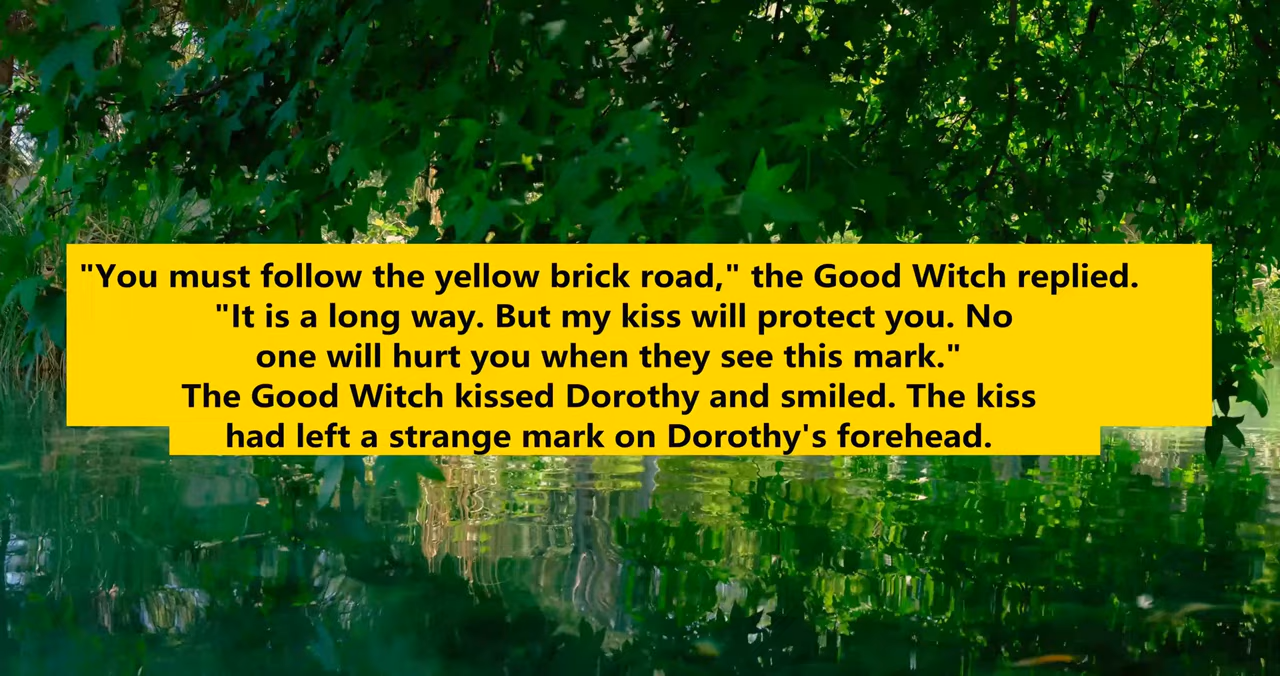 "You must follow the yellow brick road," the Good Witch replied.
"It is a long way. But my kiss will protect you. No
one will hurt you when they see this mark."
The Good Witch kissed Dorothy and smiled. The kiss
had left a strange mark on Dorothy's forehead.